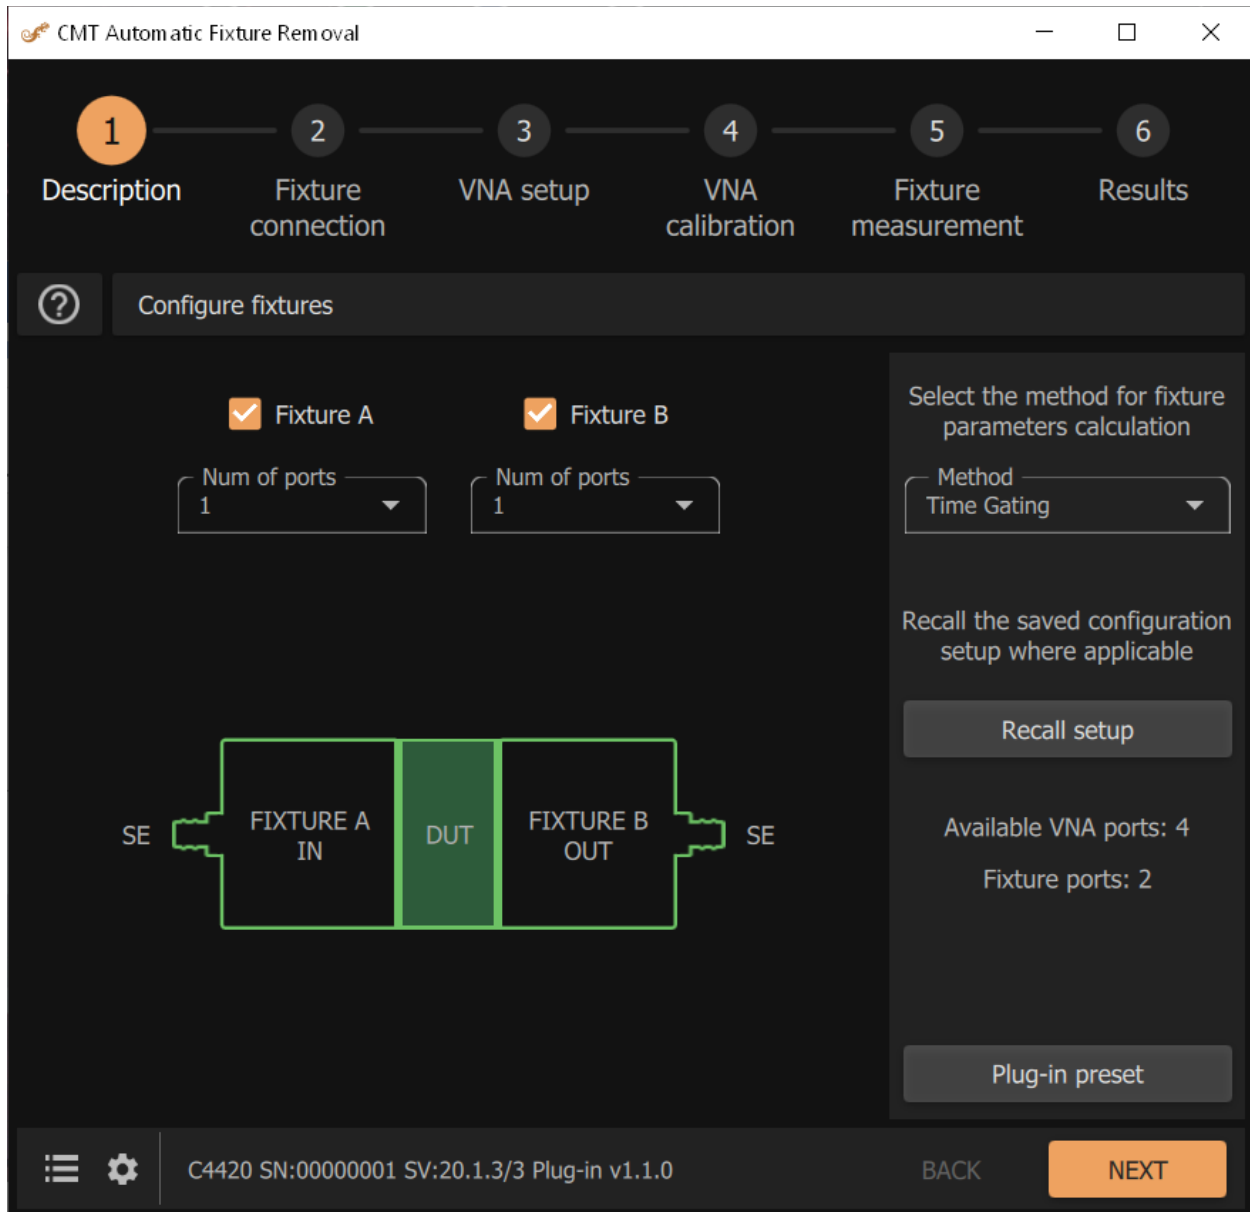 CMT Automatic Fixture Removal
1
2
3
4
5
6
Description
Fixture
connection
VNA setup
VNA
calibration
Fixture
measurement
Results
?
Configure fixtures
Fixture A
Fixture B
Num of ports
1
Num of ports
1
Select the method for fixture
parameters calculation
Method
Time Gating
Recall the saved configuration
setup where applicable
Recall setup
SE
FIXTURE A
IN
DUT
FIXTURE B
OUT
SE
Available VNA ports: 4
Fixture ports: 2
Plug-in preset
C4420 SN:00000001 SV:20.1.3/3 Plug-in v1.1.0
BACK
NEXT